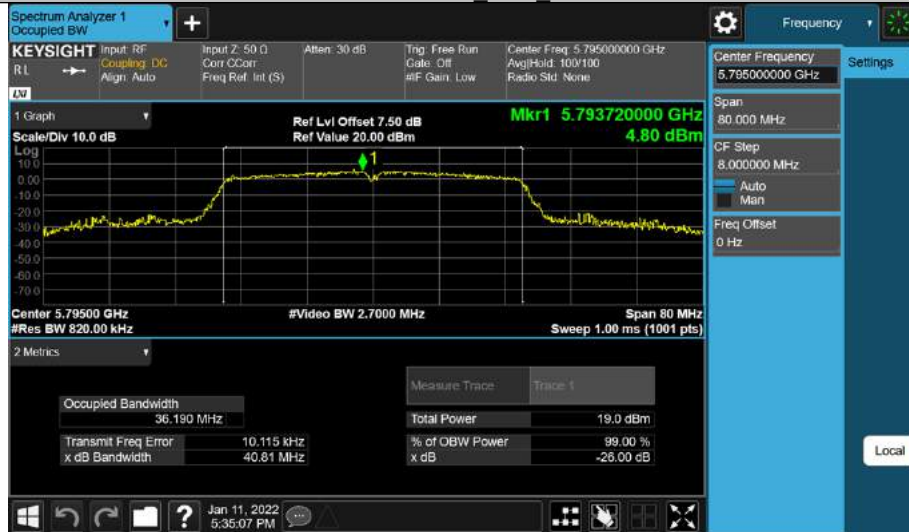 Spectrum Analyzer 1
Occupied BW
+
Frequency
KEYSIGHT
RL
LXI
Input: RF
Coupling: DC
Align: Auto
Input Z: 50 Ω
Corr CCorr
Freq Ref: Int (S)
Atten: 30 dB
Trig: Free Run
Gate: Off
#IF Gain: Low
Center Freq: 5.795000000 GHz
Avg|Hold: 100/100
Radio Std: None
Center Frequency
5.795000000 GHz
Settings
Span
80.000 MHz
CF Step
8.000000 MHz
Auto
Man
Freq Offset
0 Hz
Local
1 Graph
Scale/Div 10.0 dB
Ref Lvl Offset 7.50 dB
Ref Value 20.00 dBm
Mkr1 5.793720000 GHz
4.80 dBm
Log
10.0
0.00
-10.0
-20.0
-30.0
-40.0
-50.0
-60.0
-70.0
1
Center 5.79500 GHz
#Res BW 820.00 kHz
#Video BW 2.7000 MHz
Span 80 MHz
Sweep 1.00 ms (1001 pts)
2 Metrics
Measure Trace
Trace 1
Occupied Bandwidth
36.190 MHz
Total Power
19.0 dBm
Transmit Freq Error
10.115 kHz
% of OBW Power
99.00 %
x dB Bandwidth
40.81 MHz
x dB
-26.00 dB
?
Jan 11, 2022
5:35:07 PM